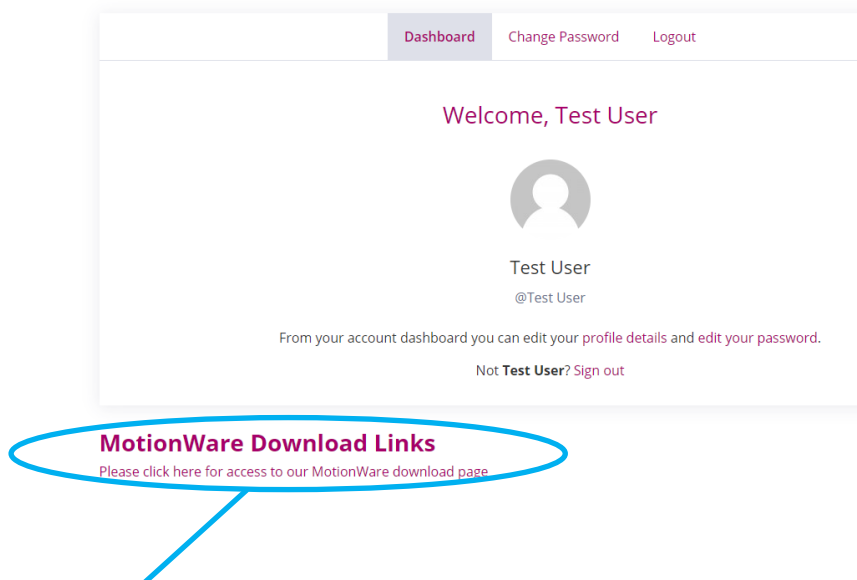 Dashboard Change Password Logout
Welcome, Test User
Test User
@Test User
From your account dashboard you can edit your profile details and edit your password.
Not Test User? Sign out
MotionWare Download Links
Please click here for access to our MotionWare download page